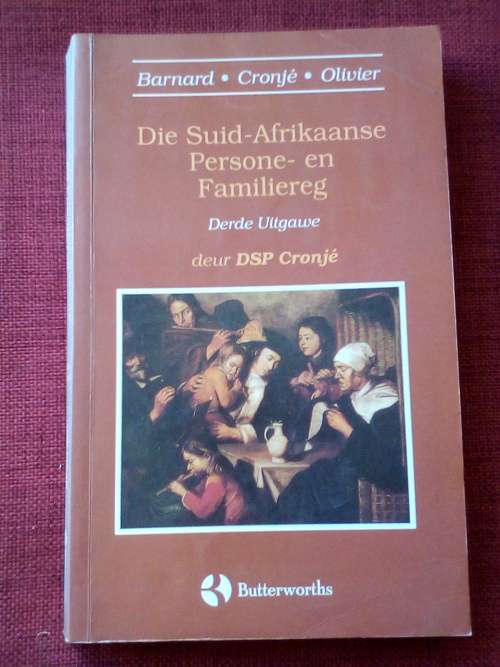 Barnard • Cronjé • Olivier
Die Suid-Afrikaanse
Persone- en
Familiereg
Derde Uitgawe
deur DSP Cronjé
Butterworths